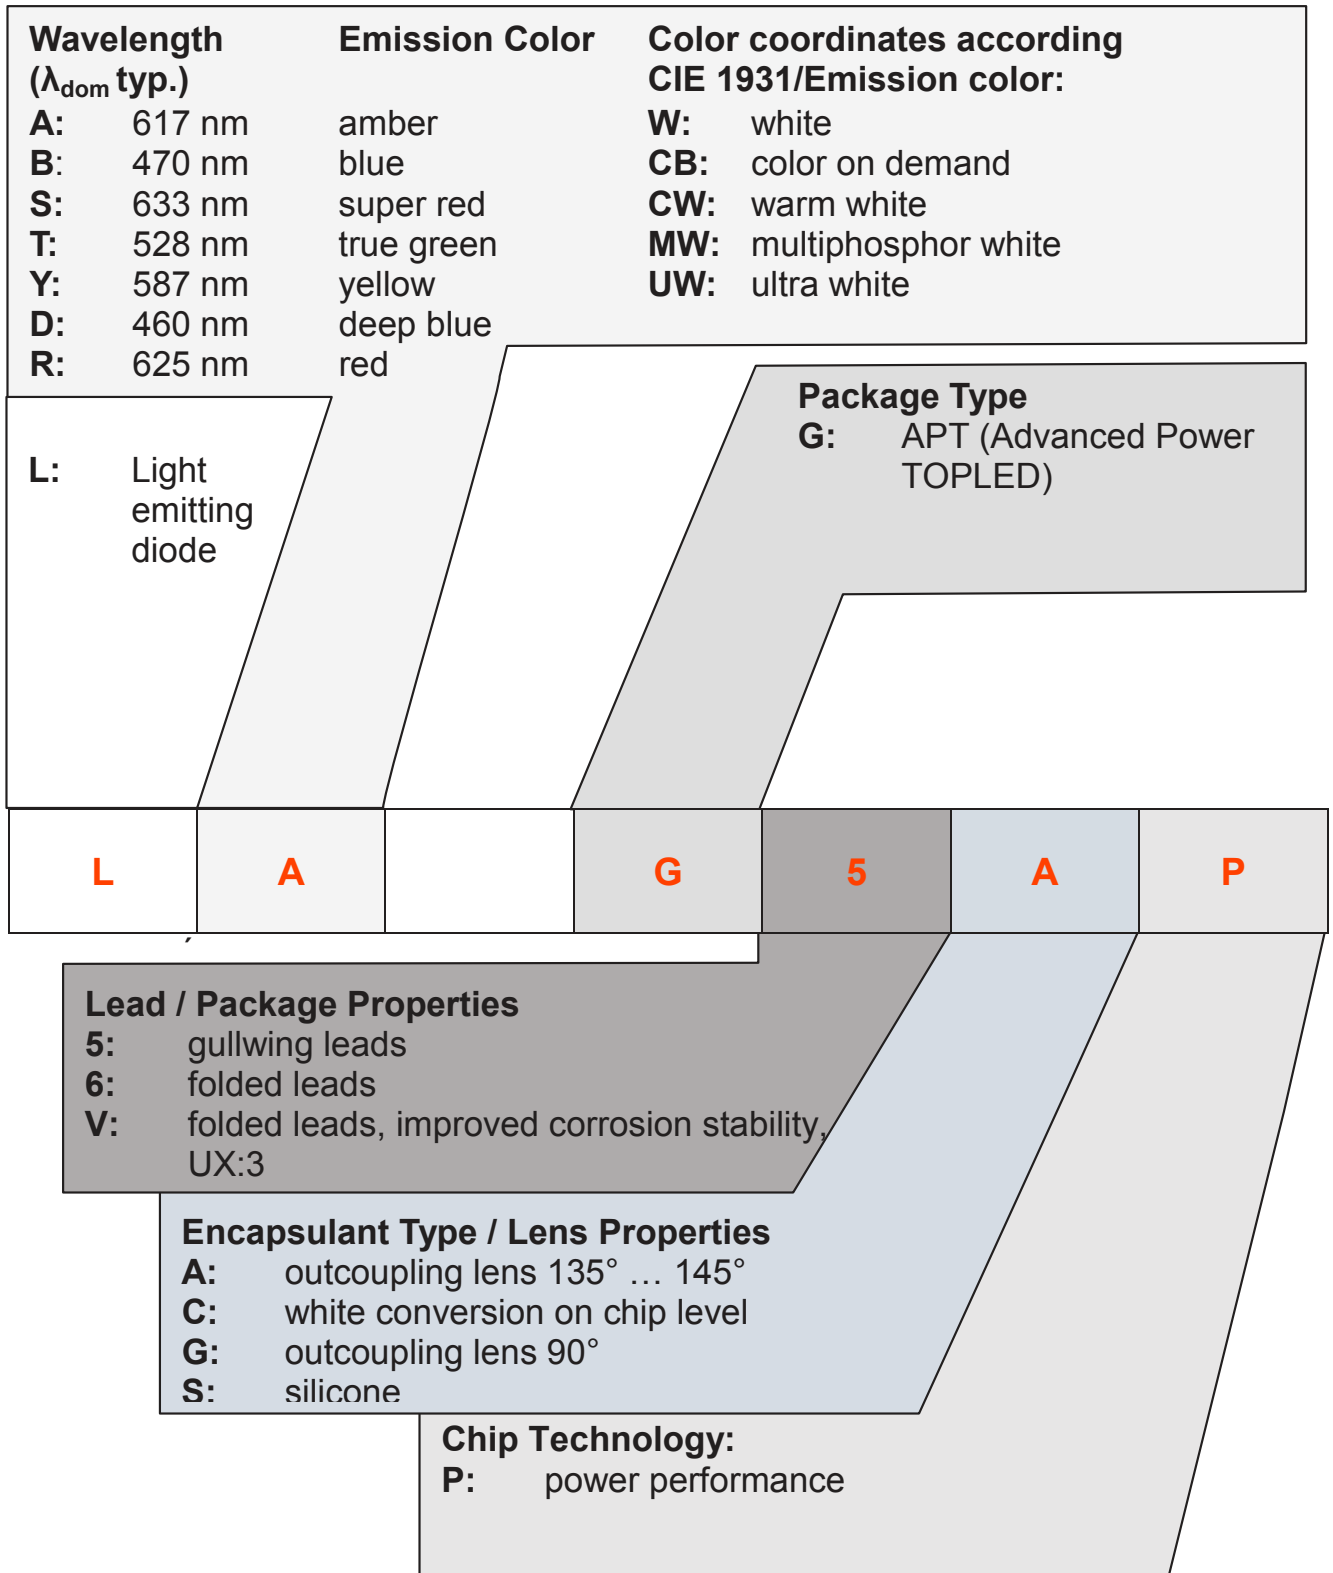 Wavelength Emission Color Color coordinates according
(λdom typ.) CIE 1931/Emission color:
A: 617 nm amber W: white
B: 470 nm blue CB: color on demand
S: 633 nm super red CW: warm white
T: 528 nm true green MW: multiphosphor white
Y: 587 nm yellow UW: ultra white
D: 460 nm deep blue
R: 625 nm red
Package Type
G: APT (Advanced Power
TOPLED)
L: Light
emitting
diode
L A G 5 A P
Lead / Package Properties
5: gullwing leads
6: folded leads
V: folded leads, improved corrosion stability,
UX:3
Encapsulant Type / Lens Properties
A: outcoupling lens 135° … 145°
C: white conversion on chip level
G: outcoupling lens 90°
S: silicone
Chip Technology:
P: power performance